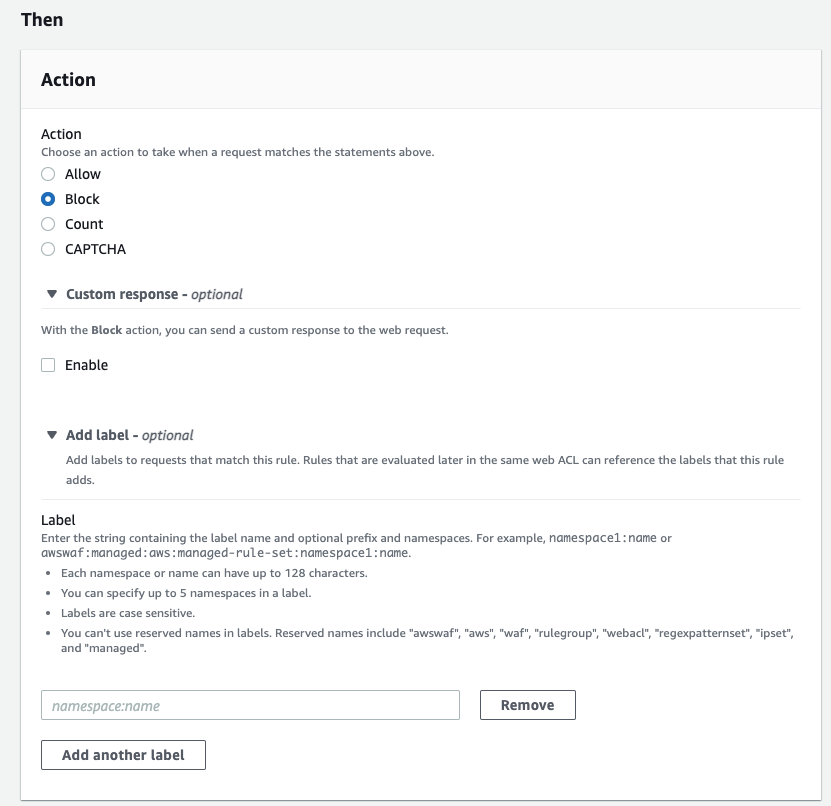 Then
Action
Action
Choose an action to take when a request matches the statements above.
Allow
Block
Count
CAPTCHA
Custom response - optional
With the Block action, you can send a custom response to the web request.
Enable
Add label - optional
Add labels to requests that match this rule. Rules that are evaluated later in the same web ACL can reference the labels that this rule
adds.
Label
Enter the string containing the label name and optional prefix and namespaces. For example, namespace1:name or
awswaf:managed:aws:managed-rule-set:namespace1:name.
• Each namespace or name can have up to 128 characters.
• You can specify up to 5 namespaces in a label.
• Labels are case sensitive.
• You can't use reserved names in labels. Reserved names include "awswaf", "aws", "waf", "rulegroup", "webacl", "regexpatternset", "ipset",
and "managed".
namespace:name
Remove
Add another label